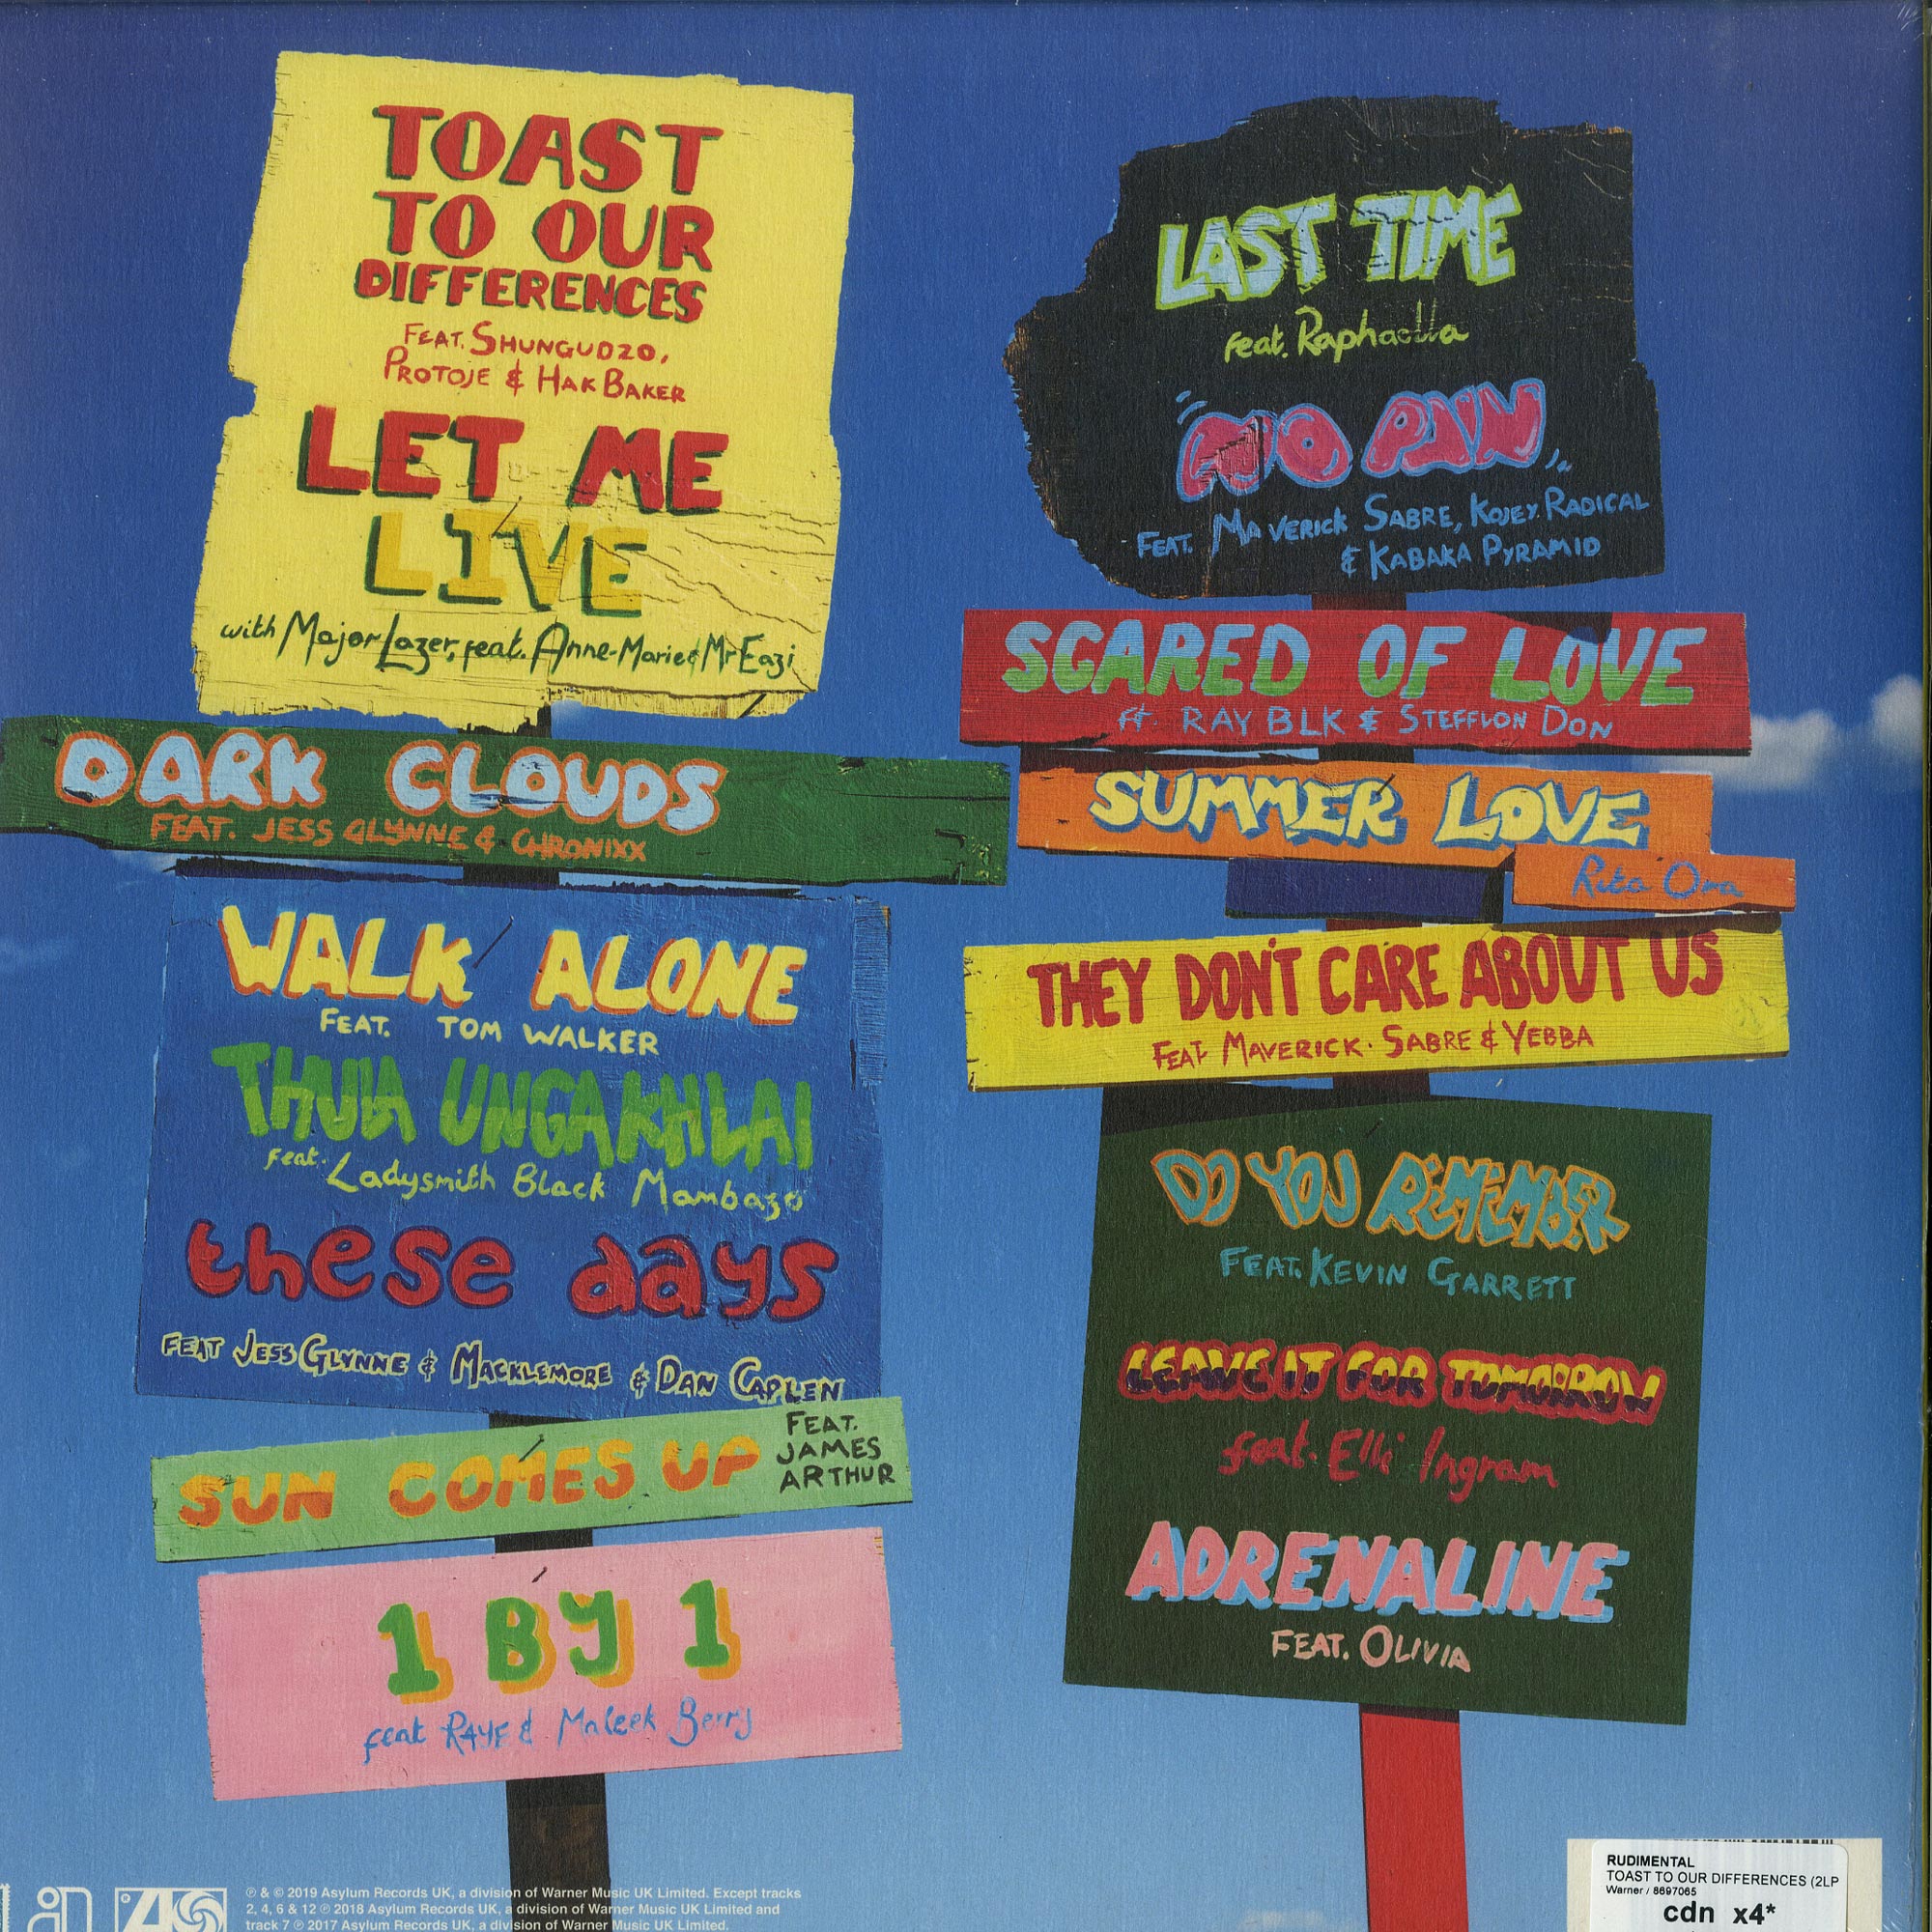 TOAST
TO OUR
DIFFERENCES
FEAT. SHUNGUDZO,
PROTOJE & HAK BAKER
LET ME
LIVE
with Major Lazer, feat. Anne-Marie & Mr Eazi
DARK CLOUDS
FEAT. JESS GLYNNE & CHRONIXX
WALK ALONE
FEAT. TOM WALKER
THULA UNGAKHLAI
feat. Ladysmith Black Mambazo
these days
FEAT JESS GLYNNE & MACKLEMORE & DAN CAPLEN
SUN COMES UP
FEAT.
JAMES
ARTHUR
1 BY 1
feat RAYE & Maleek Berry
LAST TIME
feat. Raphaella
NO PAIN
FEAT. MAVERICK SABRE, KOJEY RADICAL
& KABAKA PYRAMID
SCARED OF LOVE
ft. RAY BLK & STEFFLON DON
SUMMER LOVE
Rita Ora
THEY DON'T CARE ABOUT US
FEAT MAVERICK SABRE & YEBBA
DO YOU REMEMBER
FEAT. KEVIN GARRETT
LEAVE IT FOR TOMORROW
feat. Elli Ingram
ADRENALINE
FEAT. OLIVIA
℗ & © 2019 Asylum Records UK, a division of Warner Music UK Limited. Except tracks
2, 4, 6 & 12 ℗ 2018 Asylum Records UK, a division of Warner Music UK Limited and
track 7 ℗ 2017 Asylum Records UK, a division of Warner Music UK Limited.
RUDIMENTAL
TOAST TO OUR DIFFERENCES (2LP
Warner / 8697065
cdn x4*